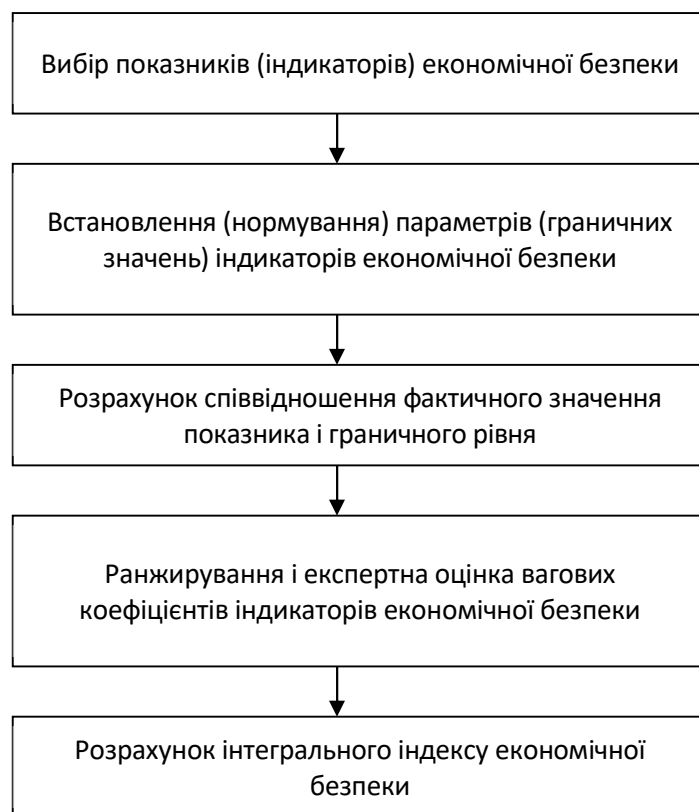 Вибір показників (індикаторів) економічної безпеки
Встановлення (нормування) параметрів (граничних
значень) індикаторів економічної безпеки
Розрахунок співвідношення фактичного значення
показника і граничного рівня
Ранжирування і експертна оцінка вагових
коефіцієнтів індикаторів економічної безпеки
Розрахунок інтегрального індексу економічної
безпеки